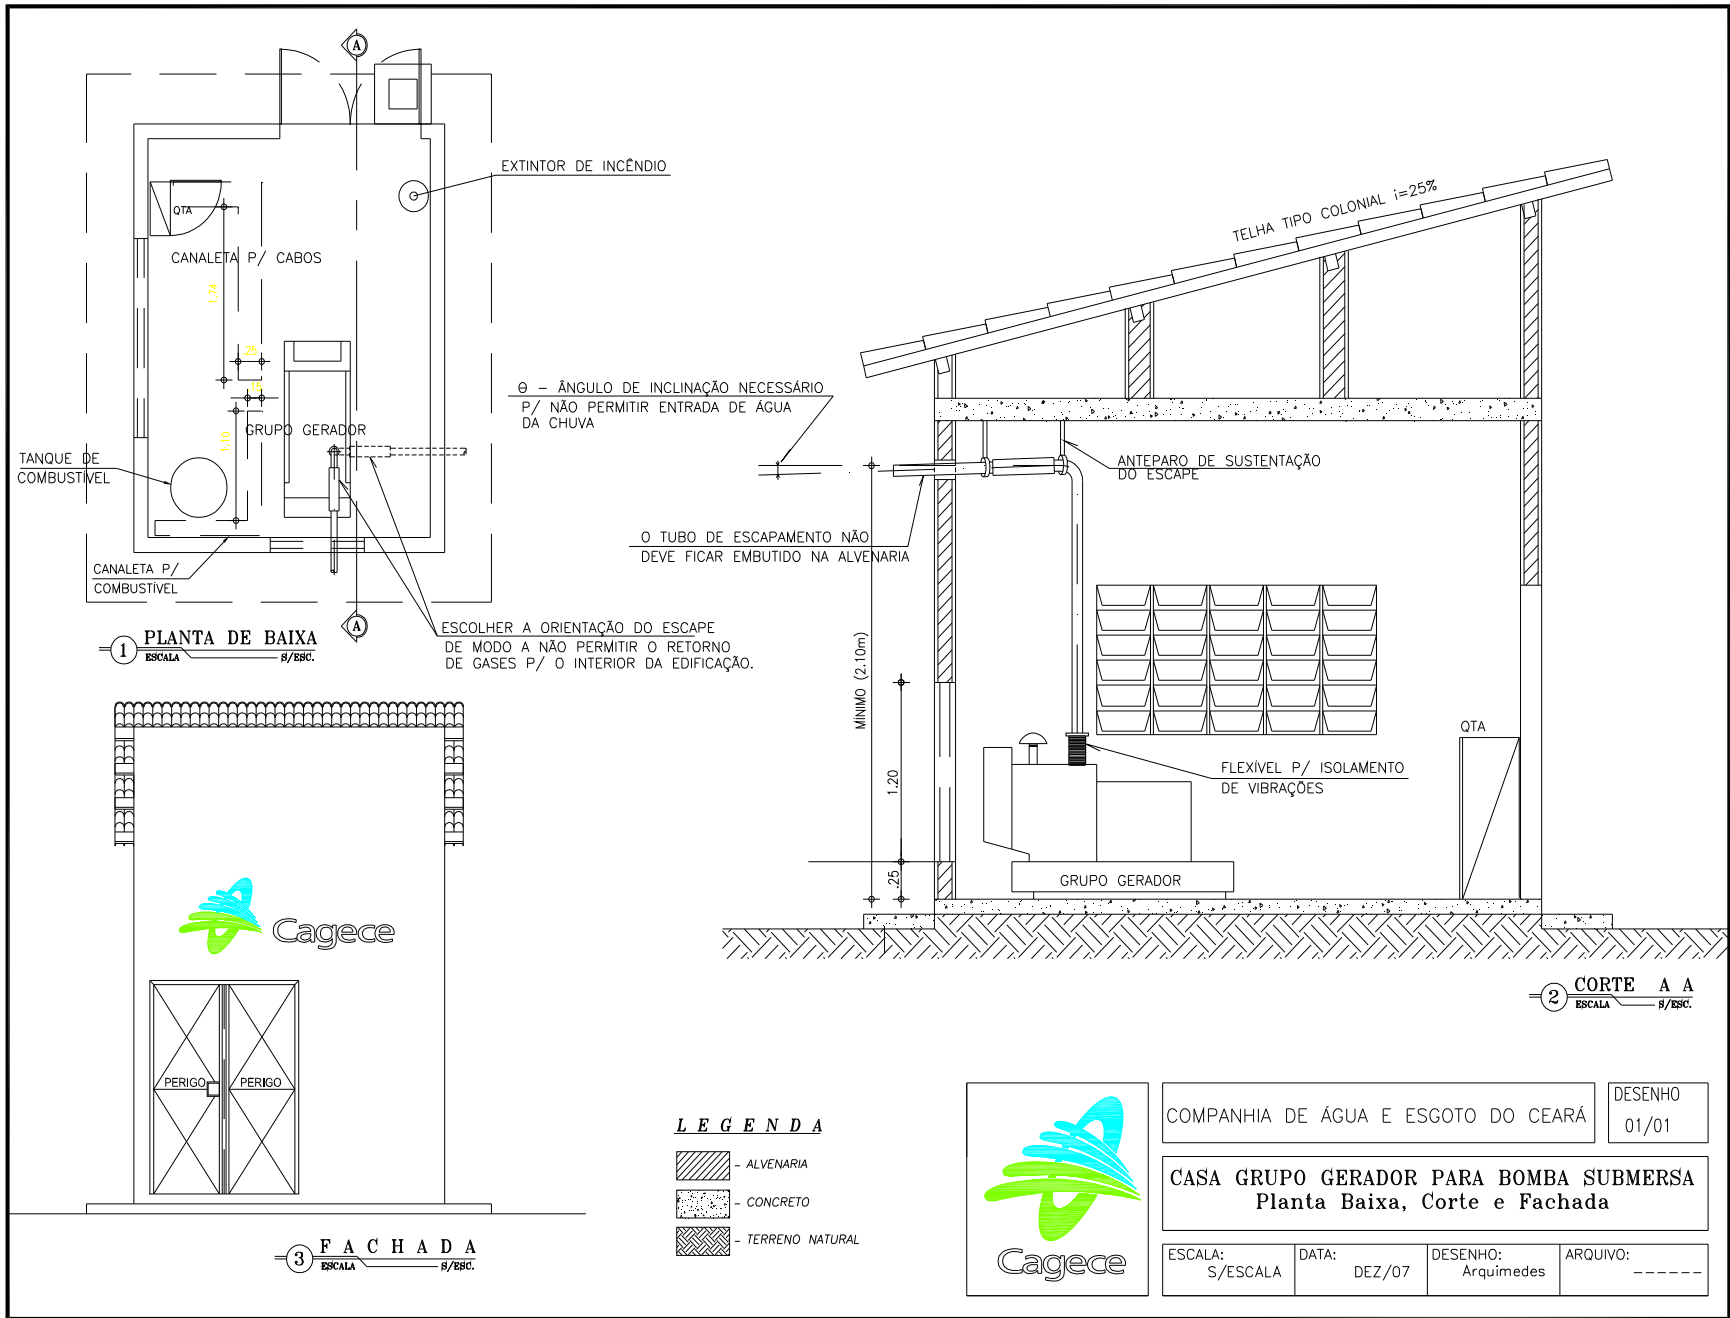 A
EXTINTOR DE INCÊNDIO
QTA
CANALETA P/ CABOS
1.74
.25
.15
1.10
GRUPO GERADOR
TANQUE DE
COMBUSTÍVEL
CANALETA P/
COMBUSTÍVEL
A
ESCOLHER A ORIENTAÇÃO DO ESCAPE
DE MODO A NÃO PERMITIR O RETORNO
DE GASES P/ O INTERIOR DA EDIFICAÇÃO.
1 PLANTA DE BAIXA
ESCALA S/ESC.
TELHA TIPO COLONIAL i=25%
Θ - ÂNGULO DE INCLINAÇÃO NECESSÁRIO
P/ NÃO PERMITIR ENTRADA DE ÁGUA
DA CHUVA
ANTEPARO DE SUSTENTAÇÃO
DO ESCAPE
O TUBO DE ESCAPAMENTO NÃO
DEVE FICAR EMBUTIDO NA ALVENARIA
MÍNIMO (2.10m)
1.20
.25
QTA
FLEXÍVEL P/ ISOLAMENTO
DE VIBRAÇÕES
GRUPO GERADOR
2 CORTE A A
ESCALA S/ESC.
Cagece
PERIGO PERIGO
3 FACHADA
ESCALA S/ESC.
LEGENDA
- ALVENARIA
- CONCRETO
- TERRENO NATURAL
Cagece
COMPANHIA DE ÁGUA E ESGOTO DO CEARÁ
DESENHO
01/01
CASA GRUPO GERADOR PARA BOMBA SUBMERSA
Planta Baixa, Corte e Fachada
ESCALA:
S/ESCALA
DATA:
DEZ/07
DESENHO:
Arquimedes
ARQUIVO:
------